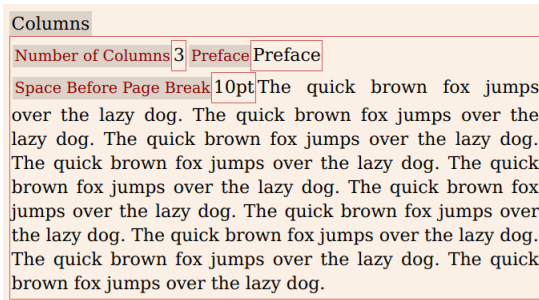 Columns
Number of Columns 3 Preface Preface
Space Before Page Break 10pt The quick brown fox jumps
over the lazy dog. The quick brown fox jumps over the
lazy dog. The quick brown fox jumps over the lazy dog.
The quick brown fox jumps over the lazy dog. The quick
brown fox jumps over the lazy dog. The quick brown fox
jumps over the lazy dog. The quick brown fox jumps over
the lazy dog. The quick brown fox jumps over the lazy dog.
The quick brown fox jumps over the lazy dog. The quick
brown fox jumps over the lazy dog.